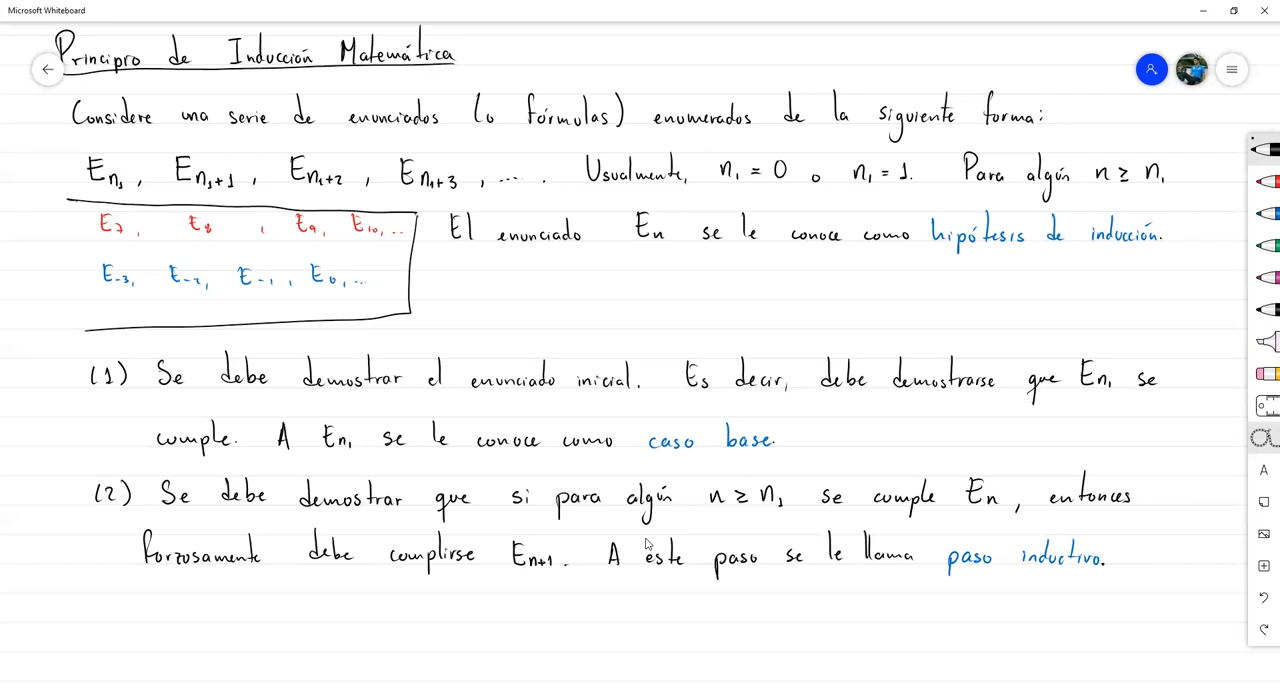 Microsoft Whiteboard
Principio de Inducción Matemática
Considere una serie de enunciados (o fórmulas) enumerados de la siguiente forma:
En₁, En₁+1, En₁+2, En₁+3, .... Usualmente, n₁ = 0 o n₁ = 1. Para algún n ≥ n₁
E₇, E₈, E₉, E₁₀,... El enunciado En se le conoce como hipótesis de inducción.
E₋₃, E₋₂, E₋₁, E₀,...
(1) Se debe demostrar el enunciado inicial. Es decir, debe demostrarse que En₁ se
cumple. A En₁ se le conoce como caso base.
(2) Se debe demostrar que si para algún n ≥ n₁ se cumple En, entonces
forzosamente debe cumplirse En+1. A éste paso se le llama paso inductivo.
A